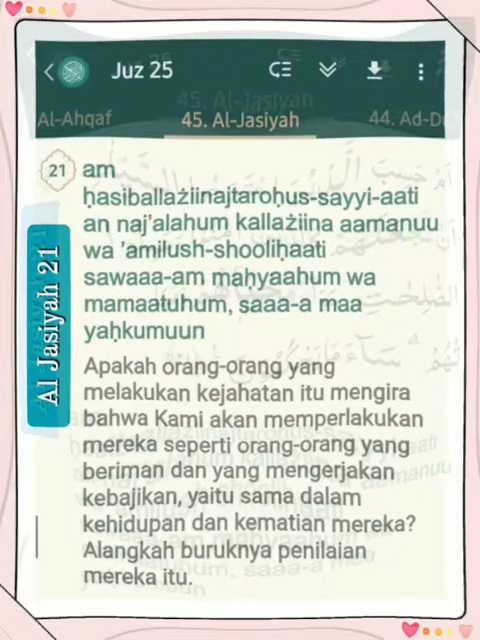 Juz 25
Al-Ahqaf 45. Al-Jasiyah 44. Ad-D
21 am
ḥasiballażiinajtaroḥus-sayyi-aati
an naj'alahum kallażiina aamanuu
wa 'amilush-shooliḥaati
sawaaa-am maḥyaahum wa
mamaatuhum, saaa-a maa
yaḥkumuun
Al Jasiyah 21
Apakah orang-orang yang
melakukan kejahatan itu mengira
bahwa Kami akan memperlakukan
mereka seperti orang-orang yang
beriman dan yang mengerjakan
kebajikan, yaitu sama dalam
kehidupan dan kematian mereka?
Alangkah buruknya penilaian
mereka itu.